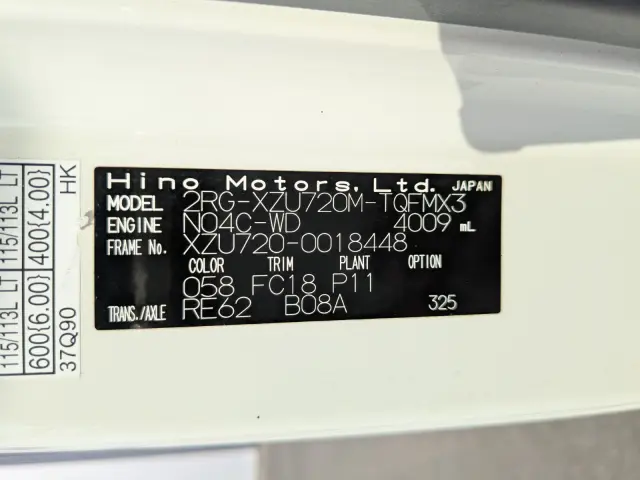 Hino Motors, Ltd. JAPAN
MODEL 2RG-XZU720M-TQFMX3
ENGINE N04C-WD 4009 mL
FRAME No. XZU720-0018448
COLOR TRIM PLANT OPTION
058 FC18 P11
TRANS./AXLE RE62 B08A 325
115/113L LT 115/113L LT
600{6.00} 400{4.00}
37Q90 HK